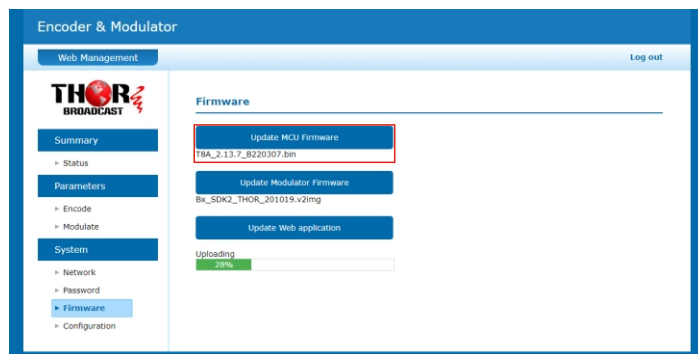 Encoder & Modulator
Web Management
Log out
THOR
BROADCAST
Summary
Status
Parameters
Encode
Modulate
System
Network
Password
Firmware
Configuration
Firmware
Update MCU Firmware
T8A_2.13.7_B220307.bin
Update Modulator Firmware
Bx_SDK2_THOR_201019.v2img
Update Web application
Uploading
28%